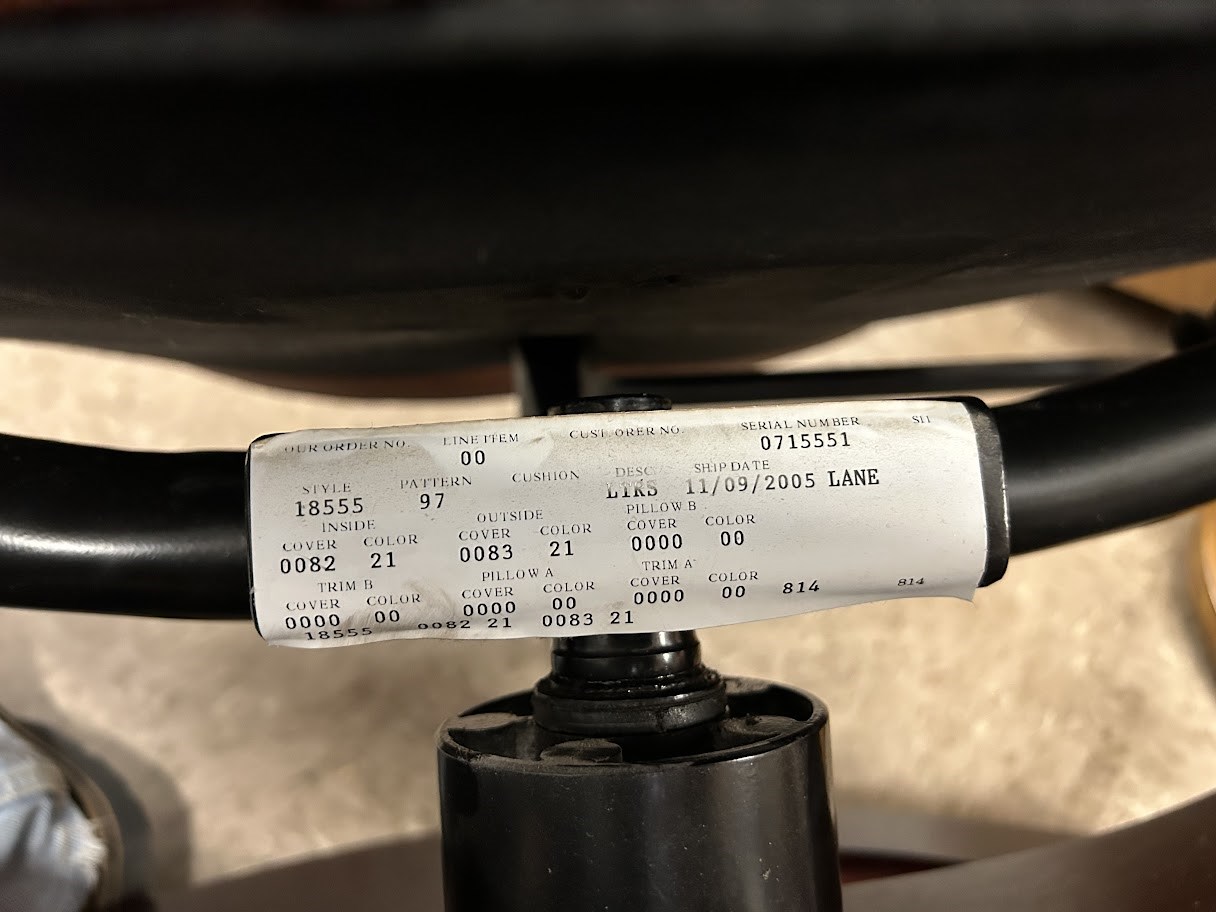 OUR ORDER NO. LINE ITEM CUST. ORER NO. SERIAL NUMBER
00 0715551
STYLE PATTERN CUSHION DESC SHIP DATE
18555 97 11/09/2005 LANE
INSIDE OUTSIDE PILLOW B
COVER COLOR COVER COLOR COVER COLOR
0082 21 0083 21 0000 00
TRIM B PILLOW A TRIM A
COVER COLOR COVER COLOR COVER COLOR
0000 00 0000 00 0000 00 814 814
18555 0082 21 0083 21